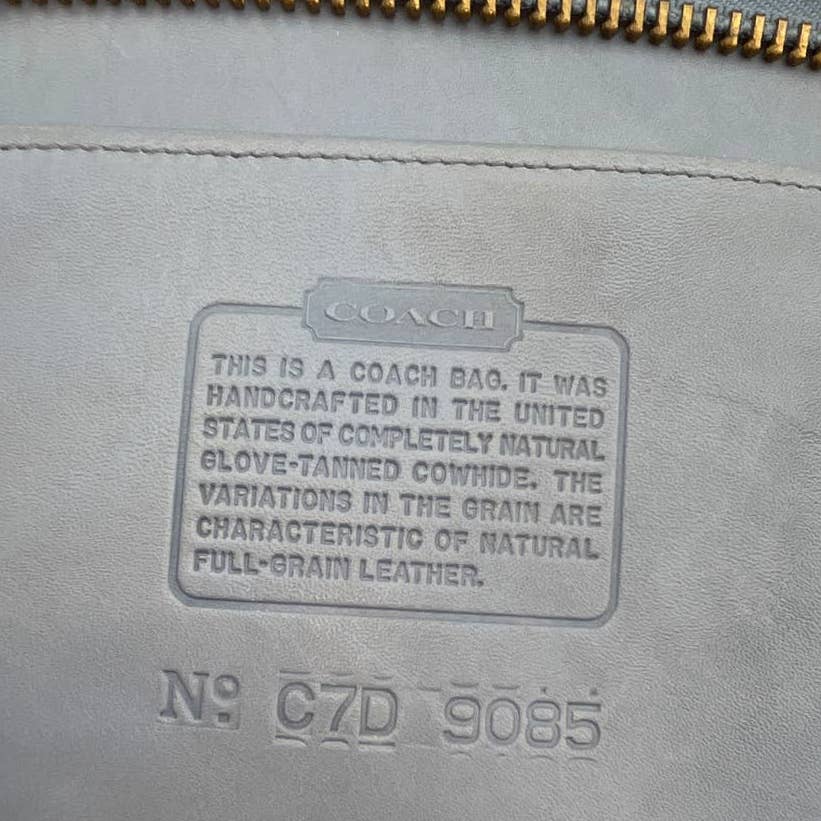 COACH
THIS IS A COACH BAG. IT WAS
HANDCRAFTED IN THE UNITED
STATES OF COMPLETELY NATURAL
GLOVE-TANNED COWHIDE. THE
VARIATIONS IN THE GRAIN ARE
CHARACTERISTIC OF NATURAL
FULL-GRAIN LEATHER.
Nº C7D 9085